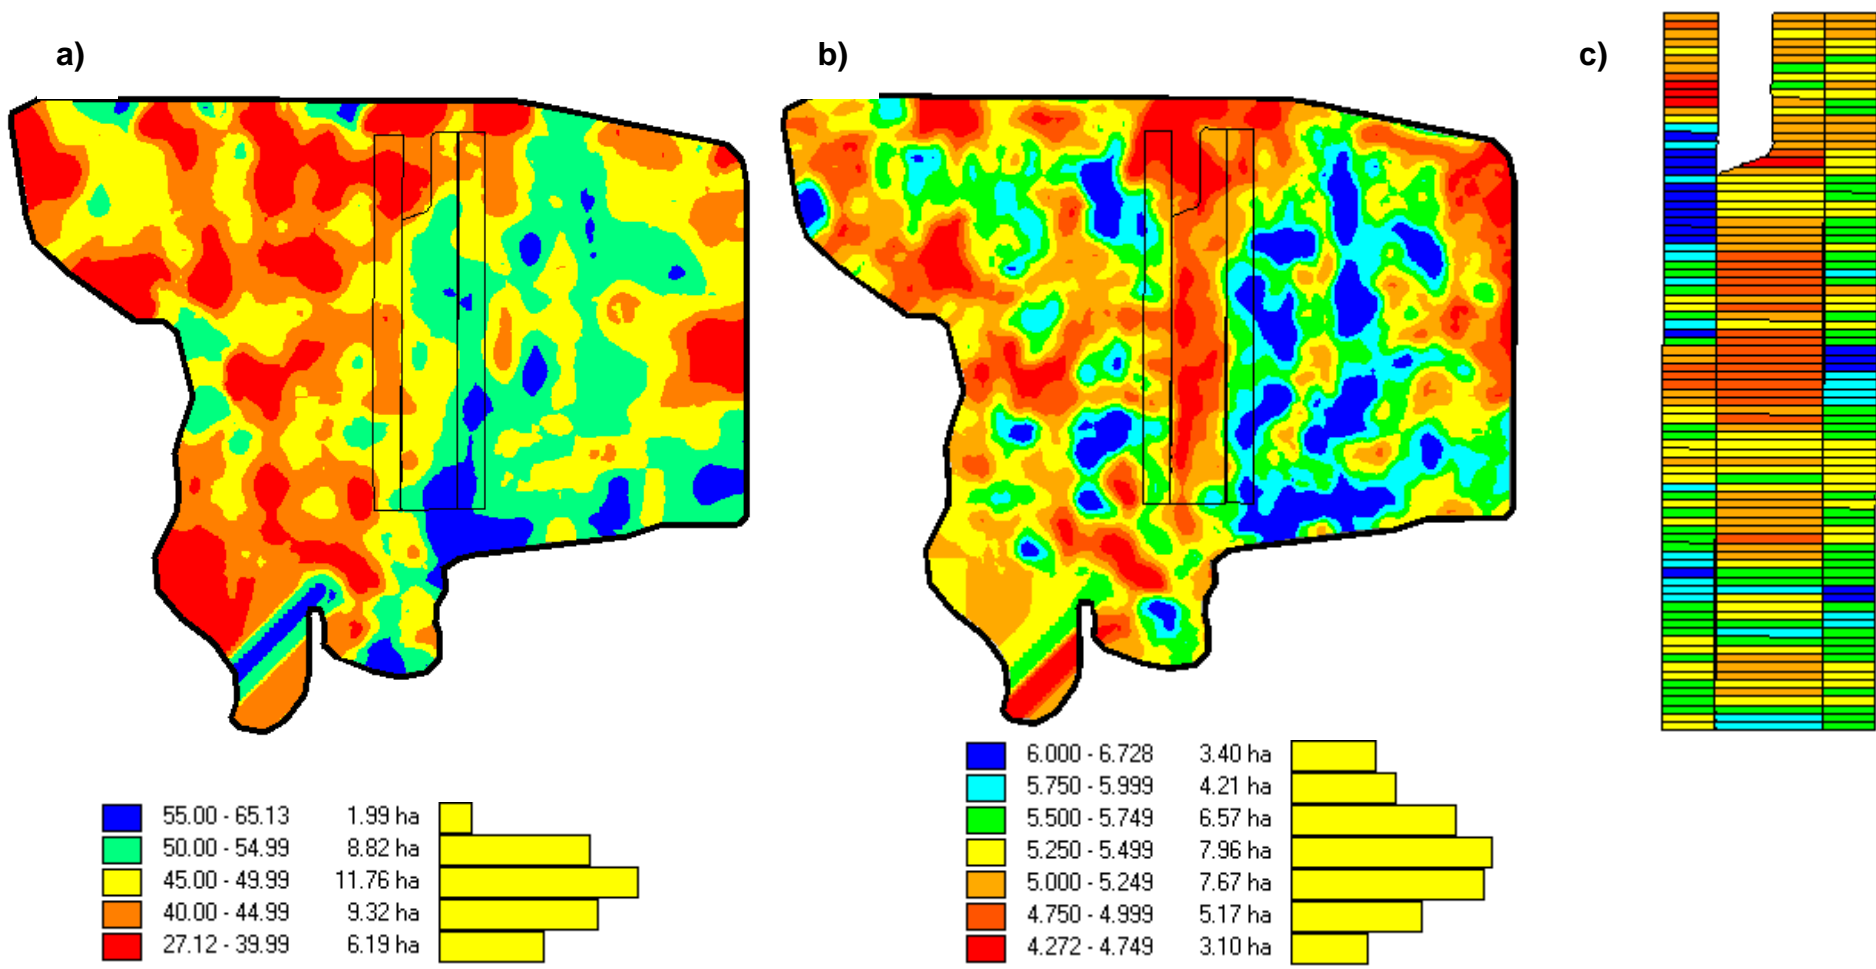 a)
b)
c)
55.00 - 65.13 1.99 ha
50.00 - 54.99 8.82 ha
45.00 - 49.99 11.76 ha
40.00 - 44.99 9.32 ha
27.12 - 39.99 6.19 ha
6.000 - 6.728 3.40 ha
5.750 - 5.999 4.21 ha
5.500 - 5.749 6.57 ha
5.250 - 5.499 7.96 ha
5.000 - 5.249 7.67 ha
4.750 - 4.999 5.17 ha
4.272 - 4.749 3.10 ha